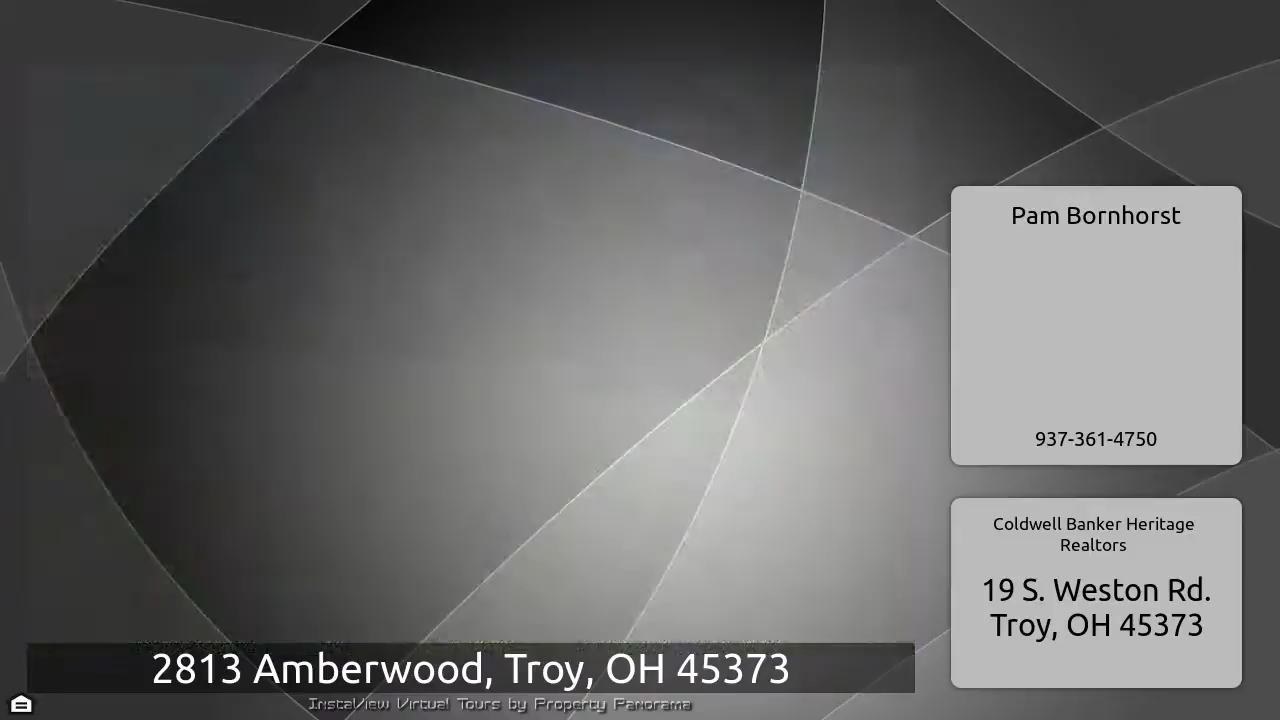 Pam Bornhorst
937-361-4750
Coldwell Banker Heritage
Realtors
19 S. Weston Rd.
Troy, OH 45373
2813 Amberwood, Troy, OH 45373
InstaView Virtual Tours by Property Panorama